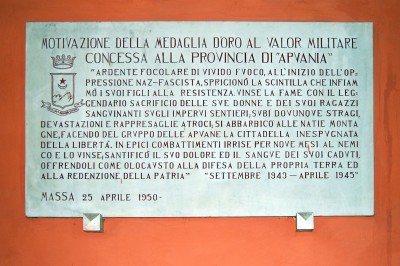 MOTIVAZIONE DELLA MEDAGLIA DORO AL VALOR MILITARE
CONCESSA ALLA PROVINCIA DI "APVANIA"
"ARDENTE FOCOLARE DI VIVIDO FVOCO, ALL'INIZIO DELL'OP-
PRESSIONE NAZ-FASCISTA, SPRIGIONÒ LA SCINTILLA CHE INFIAM
MÒ I SVOI FIGLI ALLA RESISTENZA. VINSE LA FAME CON IL LEG-
GENDARIO SACRIFICIO DELLE SVE DONNE E DEI SVOI RAGAZZI
SANGVINANTI SVGLI IMPERVI SENTIERI; SVBÌ DOVVNQVE STRAGI,
DEVASTAZIONI E RAPPRESAGLIE ATROCI, SI ABBARBICÒ ALLE NATIE MONTA
GNE, FACENDO DEL GRVPPO DELLE APVANE LA CITTADELLA INESPVGNATA
DELLA LIBERTÁ. IN EPICI COMBATTIMENTI IRRISE PER NOVE MESI AL NEMI
CO E LO VINSE, SANTIFICÒ IL SVO DOLORE ED IL SANGVE DEI SVOI CADVTI,
OFFRENDOLI COME OLOCAVSTO ALLA DIFESA DELLA PROPRIA TERRA ED
ALLA REDENZIONE DELLA PATRIA" "SETTEMBRE 1943 - APRILE 1945"
MASSA 25 APRILE 1950-